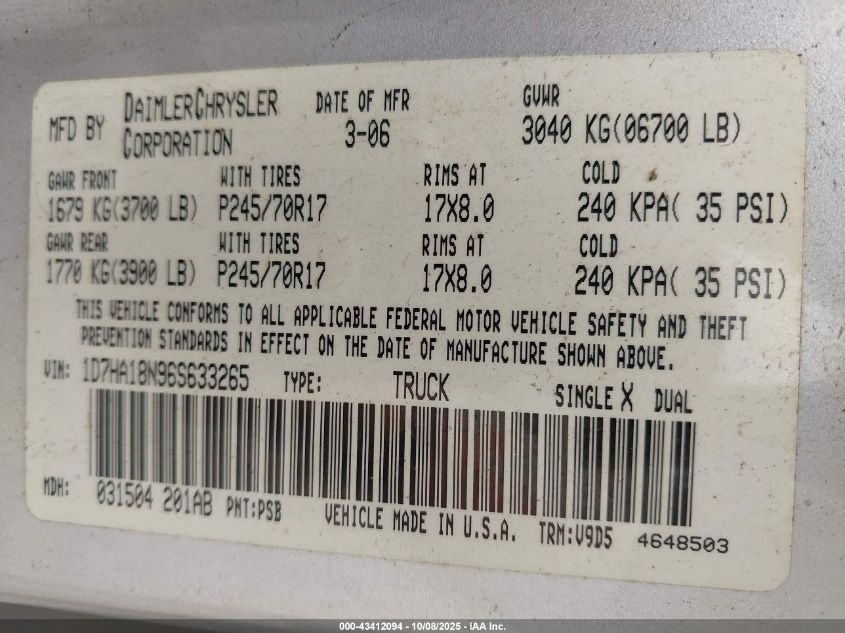 MFD BY DAIMLERCHRYSLER CORPORATION DATE OF MFR 3-06 GVWR 3040 KG(06700 LB)
GAWR FRONT WITH TIRES RIMS AT COLD
1679 KG(3700 LB) P245/70R17 17X8.0 240 KPA( 35 PSI)
GAWR REAR WITH TIRES RIMS AT COLD
1770 KG(3900 LB) P245/70R17 17X8.0 240 KPA( 35 PSI)
THIS VEHICLE CONFORMS TO ALL APPLICABLE FEDERAL MOTOR VEHICLE SAFETY AND THEFT
PREVENTION STANDARDS IN EFFECT ON THE DATE OF MANUFACTURE SHOWN ABOVE.
VIN: 1D7HA18N96S633265 TYPE: TRUCK SINGLE X DUAL
MDH: 031504 201AB PNT:PSB VEHICLE MADE IN U.S.A. TRM:V9D5 4648503
000-43412094 - 10/08/2025 - IAA Inc.